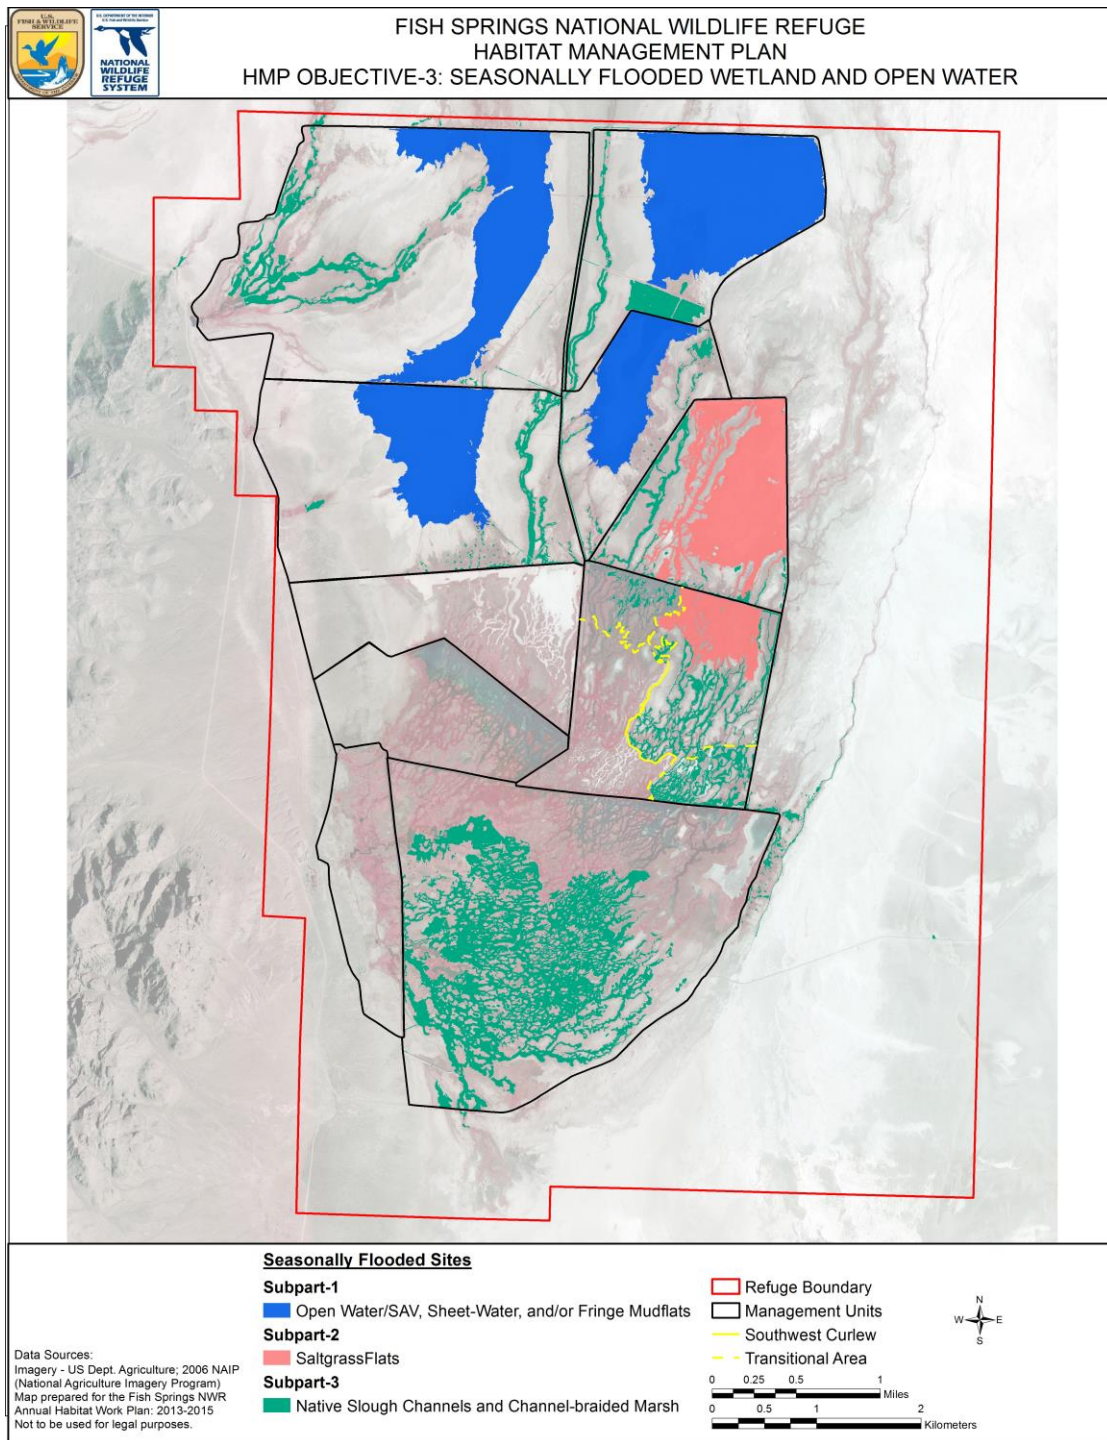 U.S.
FISH & WILDLIFE
SERVICE
NATIONAL
WILDLIFE
REFUGE
SYSTEM
FISH SPRINGS NATIONAL WILDLIFE REFUGE
HABITAT MANAGEMENT PLAN
HMP OBJECTIVE-3: SEASONALLY FLOODED WETLAND AND OPEN WATER
Seasonally Flooded Sites
Subpart-1
Open Water/SAV, Sheet-Water, and/or Fringe Mudflats
Subpart-2
SaltgrassFlats
Subpart-3
Native Slough Channels and Channel-braided Marsh
Refuge Boundary
Management Units
Southwest Curlew
Transitional Area
0 0.25 0.5 1
Miles
0 0.5 1 2
Kilometers
N
W E
S
Data Sources:
Imagery - US Dept. Agriculture; 2006 NAIP
(National Agriculture Imagery Program)
Map prepared for the Fish Springs NWR
Annual Habitat Work Plan: 2013-2015
Not to be used for legal purposes.